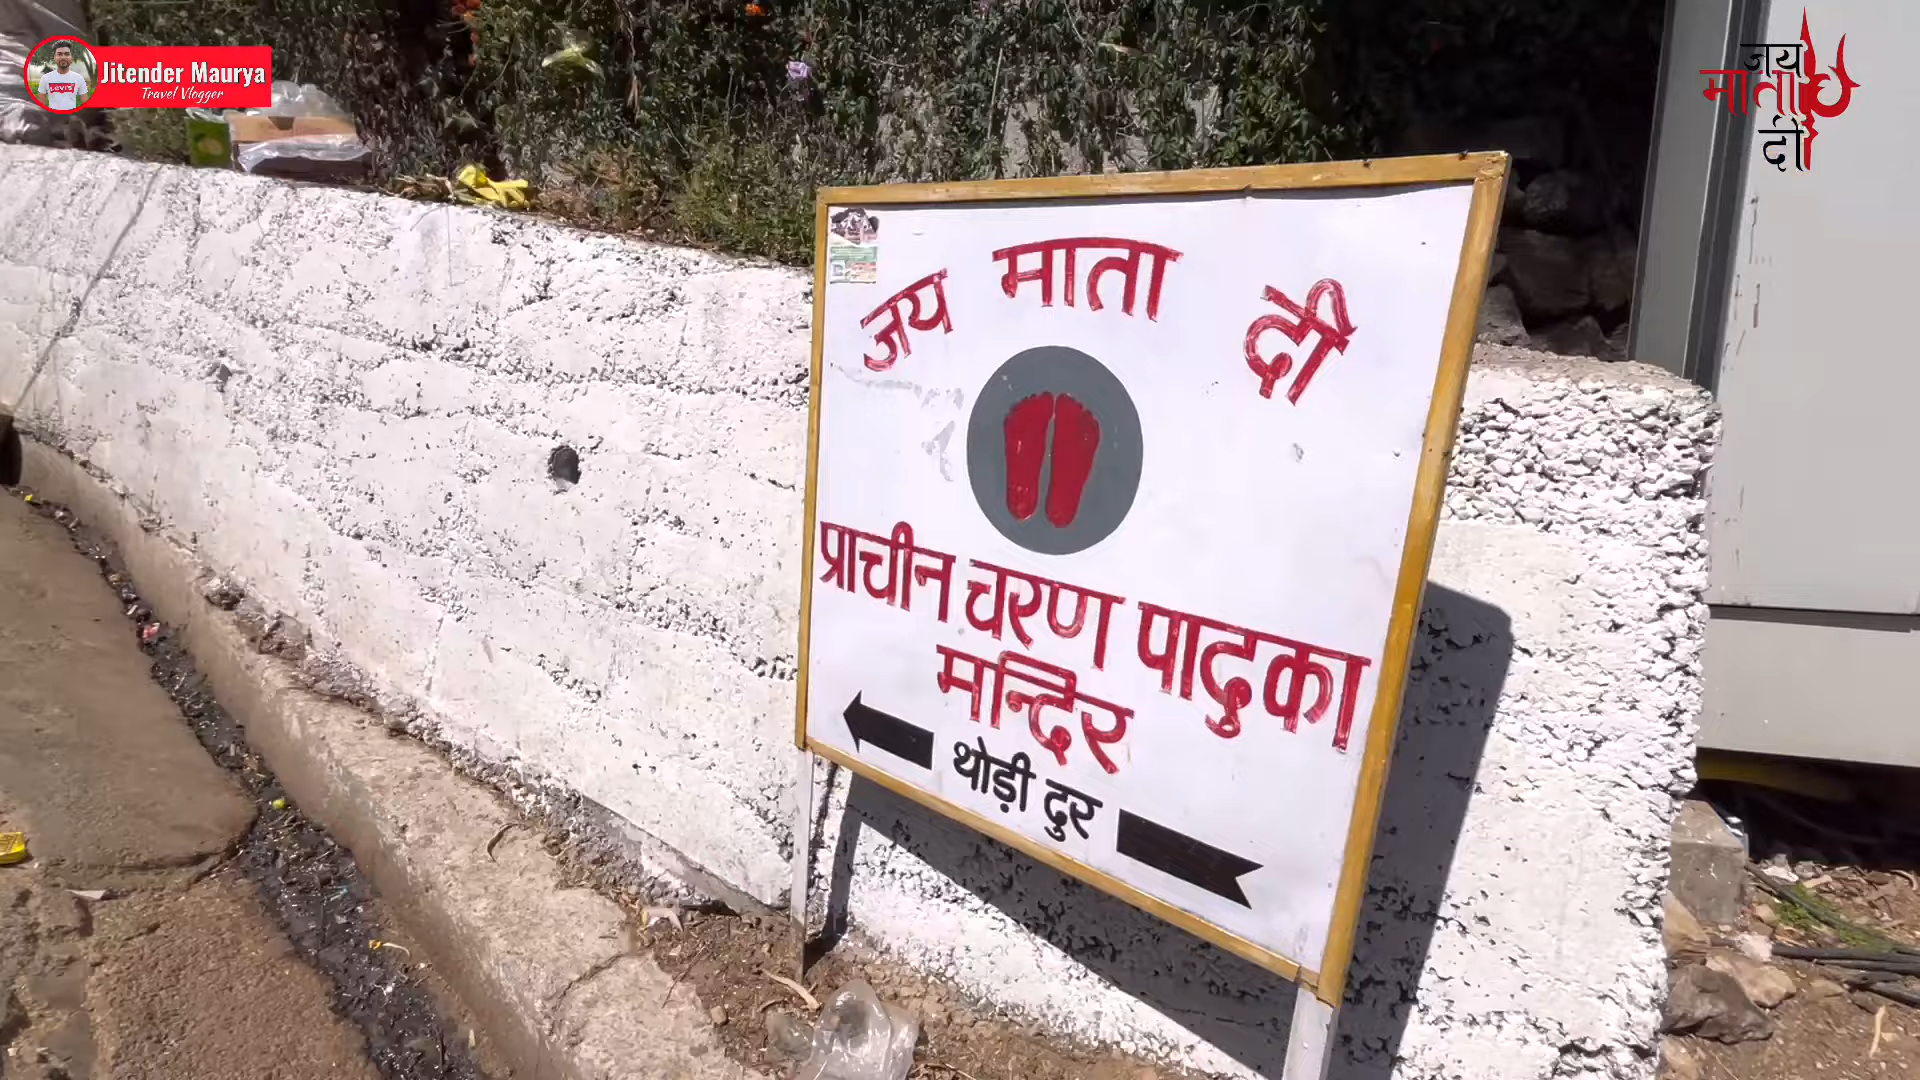 Jitender Maurya
Travel Vlogger
जय
माता
दी
जय माता दी
प्राचीन चरण पादुका
मन्दिर
थोड़ी दुर